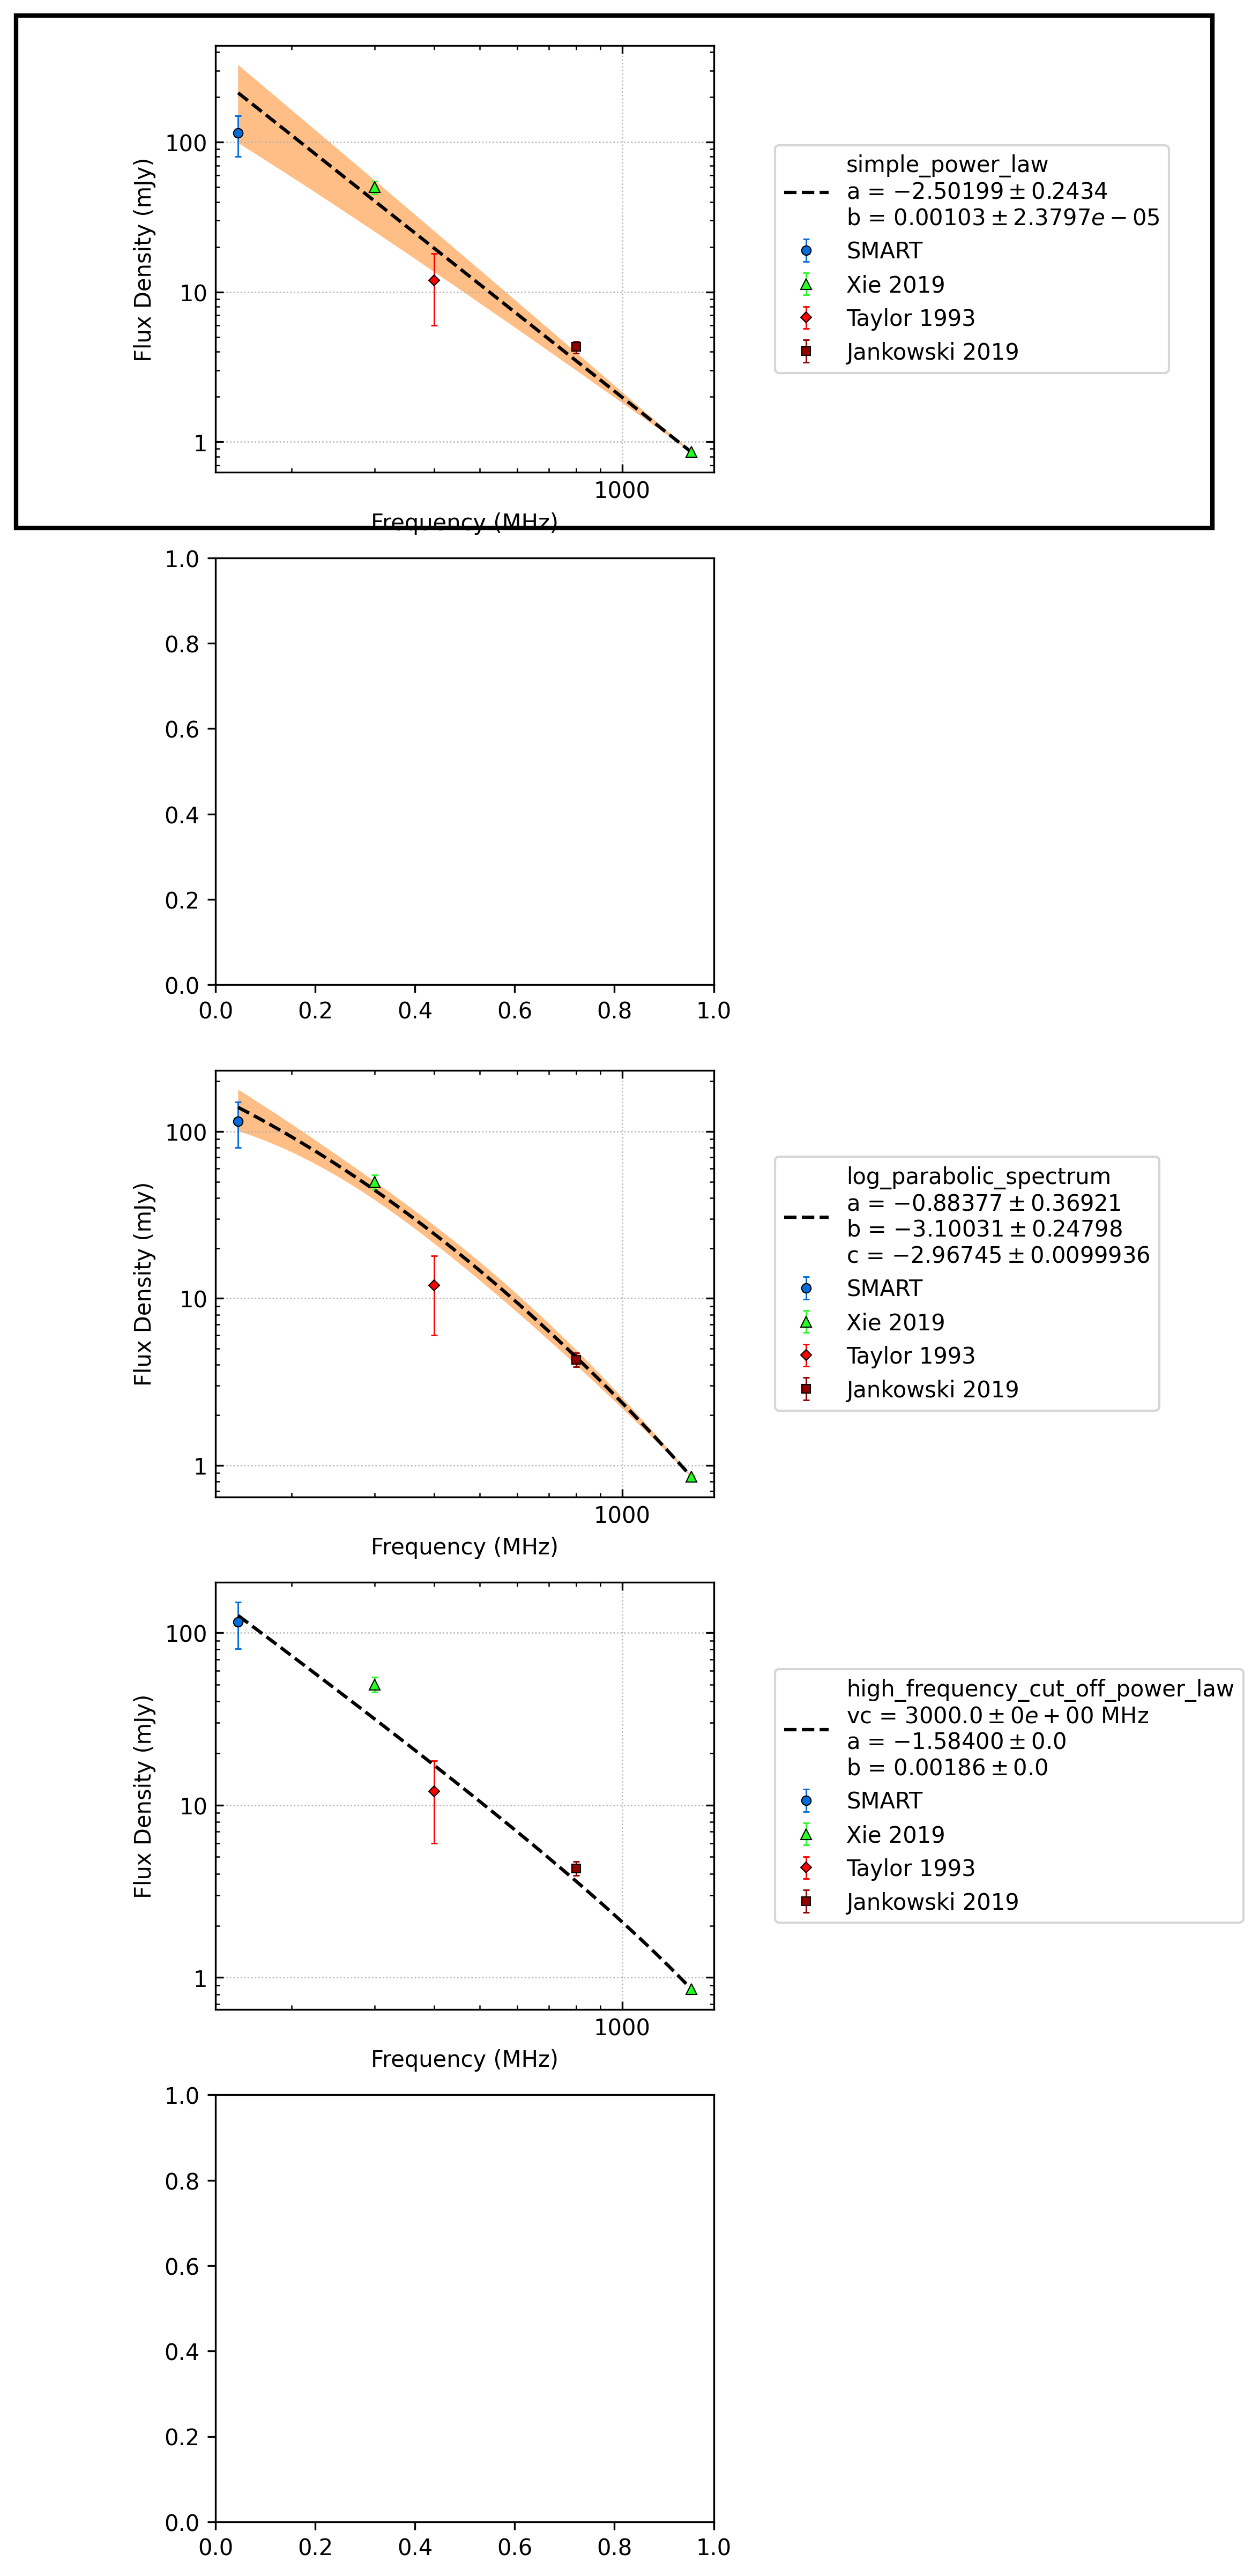 100
10
1
Flux Density (mJy)
1000
Frequency (MHz)
simple_power_law
a = −2.50199 ± 0.2434
b = 0.00103 ± 2.3797e − 05
SMART
Xie 2019
Taylor 1993
Jankowski 2019
1.0
0.8
0.6
0.4
0.2
0.0
0.0 0.2 0.4 0.6 0.8 1.0
100
10
1
Flux Density (mJy)
1000
Frequency (MHz)
log_parabolic_spectrum
a = −0.88377 ± 0.36921
b = −3.10031 ± 0.24798
c = −2.96745 ± 0.0099936
SMART
Xie 2019
Taylor 1993
Jankowski 2019
100
10
1
Flux Density (mJy)
1000
Frequency (MHz)
high_frequency_cut_off_power_law
vc = 3000.0 ± 0e + 00 MHz
a = −1.58400 ± 0.0
b = 0.00186 ± 0.0
SMART
Xie 2019
Taylor 1993
Jankowski 2019
1.0
0.8
0.6
0.4
0.2
0.0
0.0 0.2 0.4 0.6 0.8 1.0